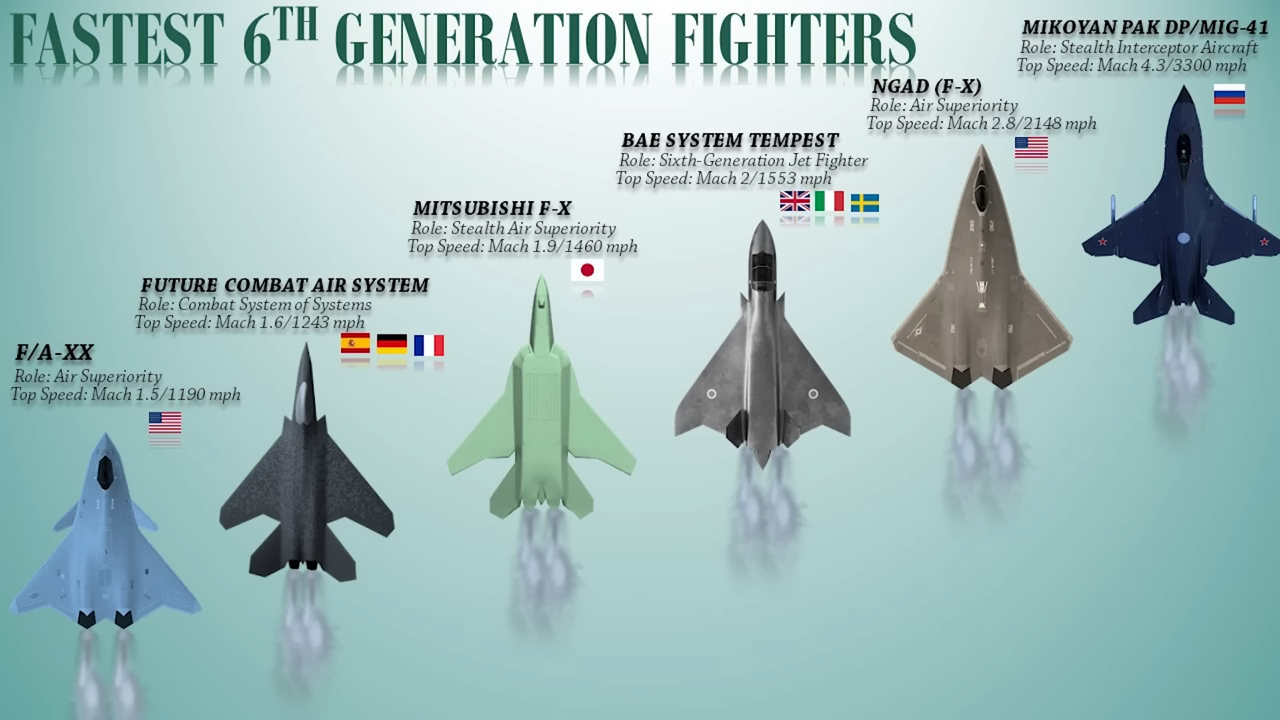 FASTEST 6TH GENERATION FIGHTERS
F/A-XX
Role: Air Superiority
Top Speed: Mach 1.5/1190 mph
FUTURE COMBAT AIR SYSTEM
Role: Combat System of Systems
Top Speed: Mach 1.6/1243 mph
MITSUBISHI F-X
Role: Stealth Air Superiority
Top Speed: Mach 1.9/1460 mph
BAE SYSTEM TEMPEST
Role: Sixth-Generation Jet Fighter
Top Speed: Mach 2/1553 mph
NGAD (F-X)
Role: Air Superiority
Top Speed: Mach 2.8/2148 mph
MIKOYAN PAK DP/MIG-41
Role: Stealth Interceptor Aircraft
Top Speed: Mach 4.3/3300 mph